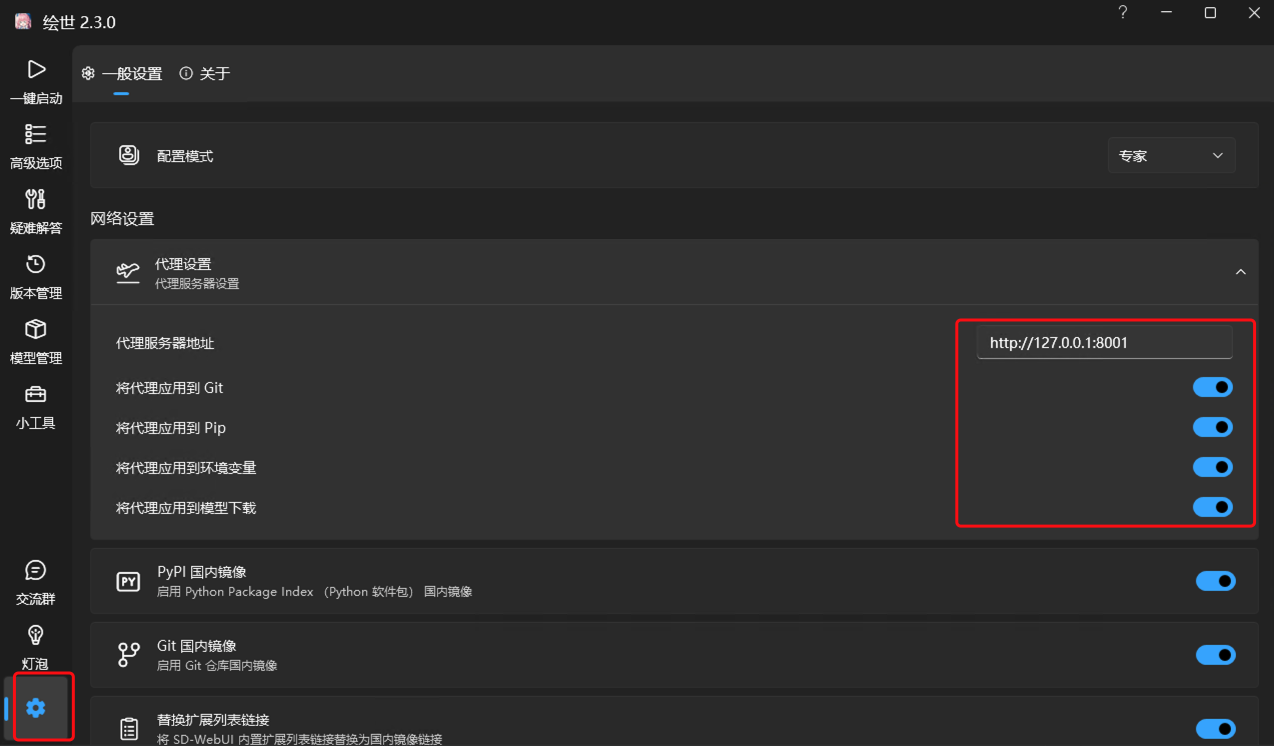 绘世 2.3.0
?
一键启动
高级选项
疑难解答
版本管理
模型管理
小工具
交流群
灯泡
一般设置
关于
配置模式
专家
网络设置
代理设置
代理服务器设置
代理服务器地址
http://127.0.0.1:8001
将代理应用到 Git
将代理应用到 Pip
将代理应用到环境变量
将代理应用到模型下载
PY
PyPI 国内镜像
启用 Python Package Index （Python 软件包） 国内镜像
Git 国内镜像
启用 Git 仓库国内镜像
替换扩展列表链接
将 SD-WebUI 内置扩展列表链接替换为国内镜像链接